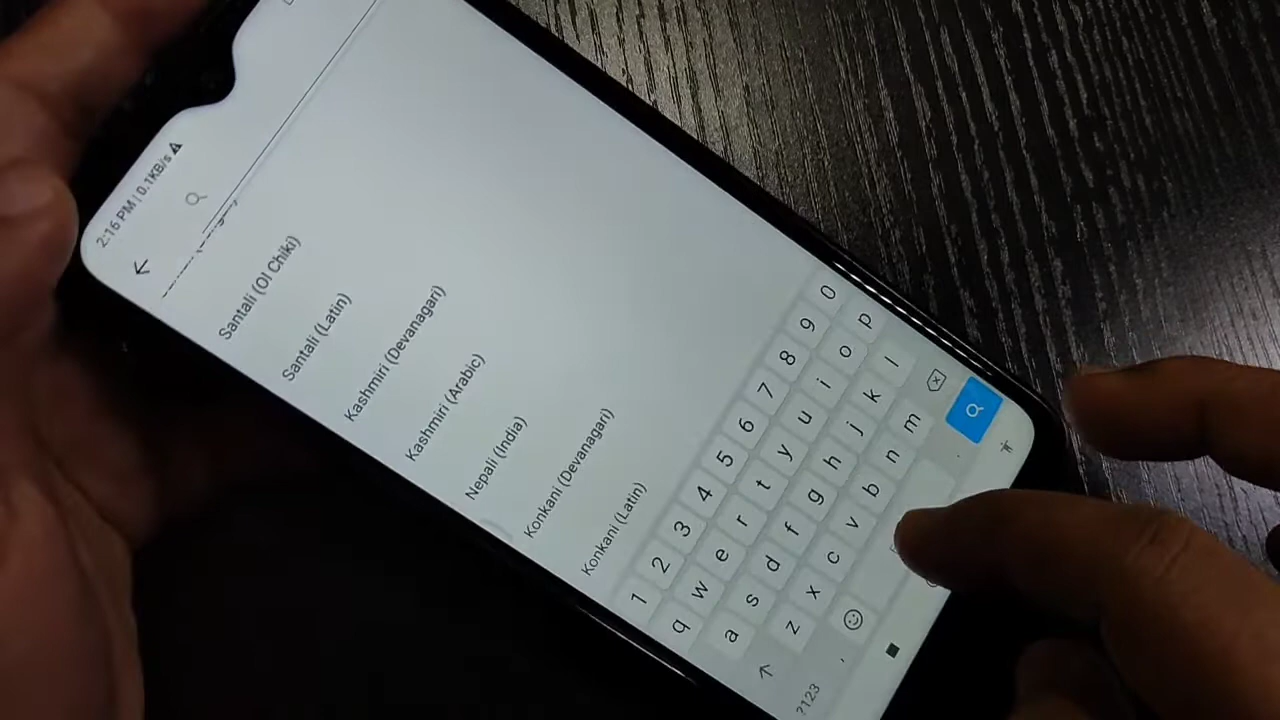 2:16 PM | 0.1KB/s
Santali (Ol Chiki)
Santali (Latin)
Kashmiri (Devanagari)
Kashmiri (Arabic)
Nepali (India)
Konkani (Devanagari)
Konkani (Latin)
1 2 3 4 5 6 7 8 9 0
q w e r t y u i o p
a s d f g h j k l
z x c v b n m
?123 , .